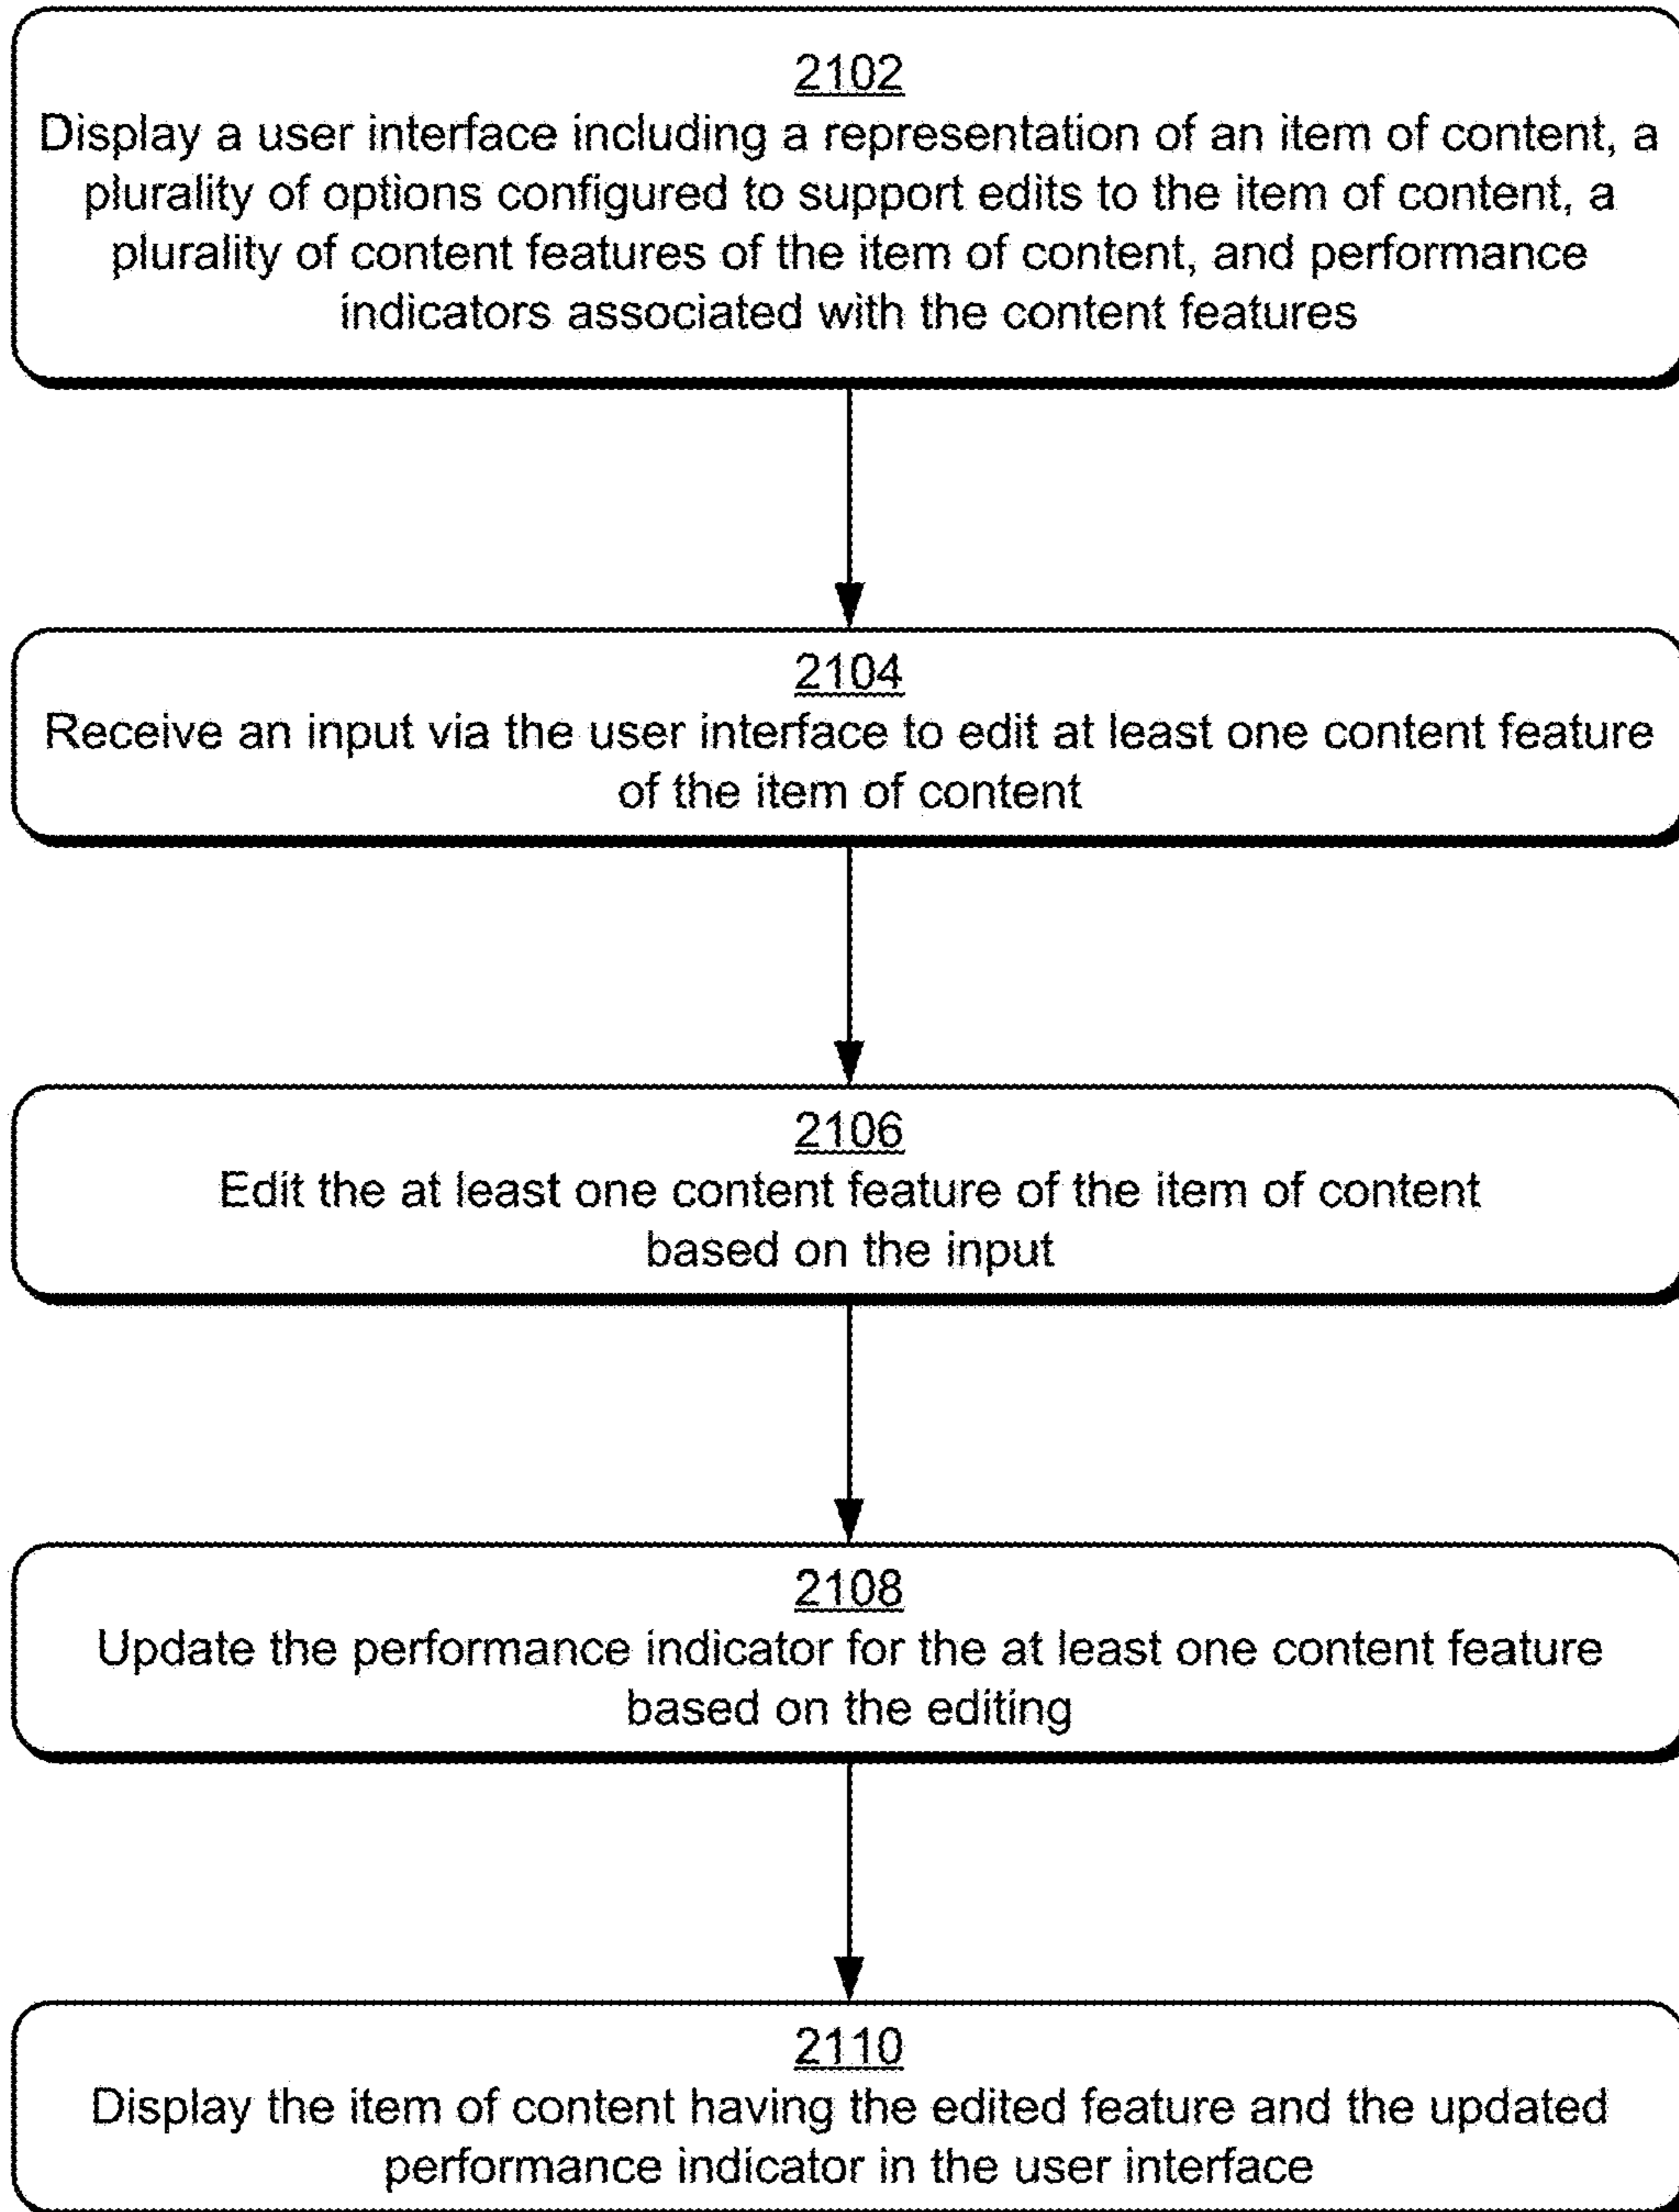 2102
Display a user interface including a representation of an item of content, a
plurality of options configured to support edits to the item of content, a
plurality of content features of the item of content, and performance
indicators associated with the content features
2104
Receive an input via the user interface to edit at least one content feature
of the item of content
2106
Edit the at least one content feature of the item of content
based on the input
2108
Update the performance indicator for the at least one content feature
based on the editing
2110
Display the item of content having the edited feature and the updated
performance indicator in the user interface